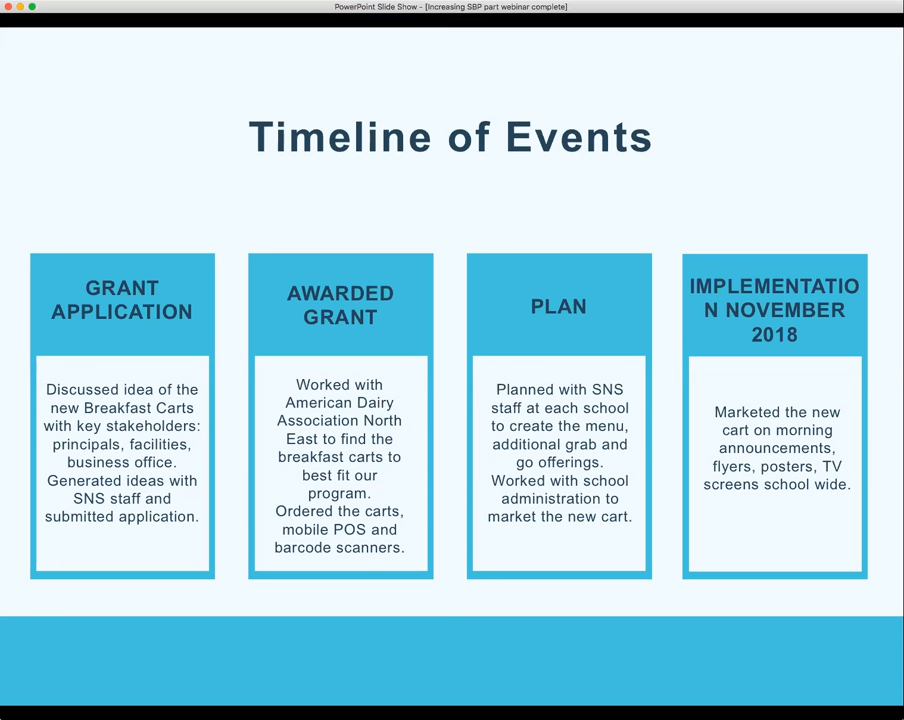 PowerPoint Slide Show - [Increasing SBP part webinar complete]
Timeline of Events
GRANT
APPLICATION
Discussed idea of the
new Breakfast Carts
with key stakeholders:
principals, facilities,
business office.
Generated ideas with
SNS staff and
submitted application.
AWARDED
GRANT
Worked with
American Dairy
Association North
East to find the
breakfast carts to
best fit our
program.
Ordered the carts,
mobile POS and
barcode scanners.
PLAN
Planned with SNS
staff at each school
to create the menu,
additional grab and
go offerings.
Worked with school
administration to
market the new cart.
IMPLEMENTATIO
N NOVEMBER
2018
Marketed the new
cart on morning
announcements,
flyers, posters, TV
screens school wide.